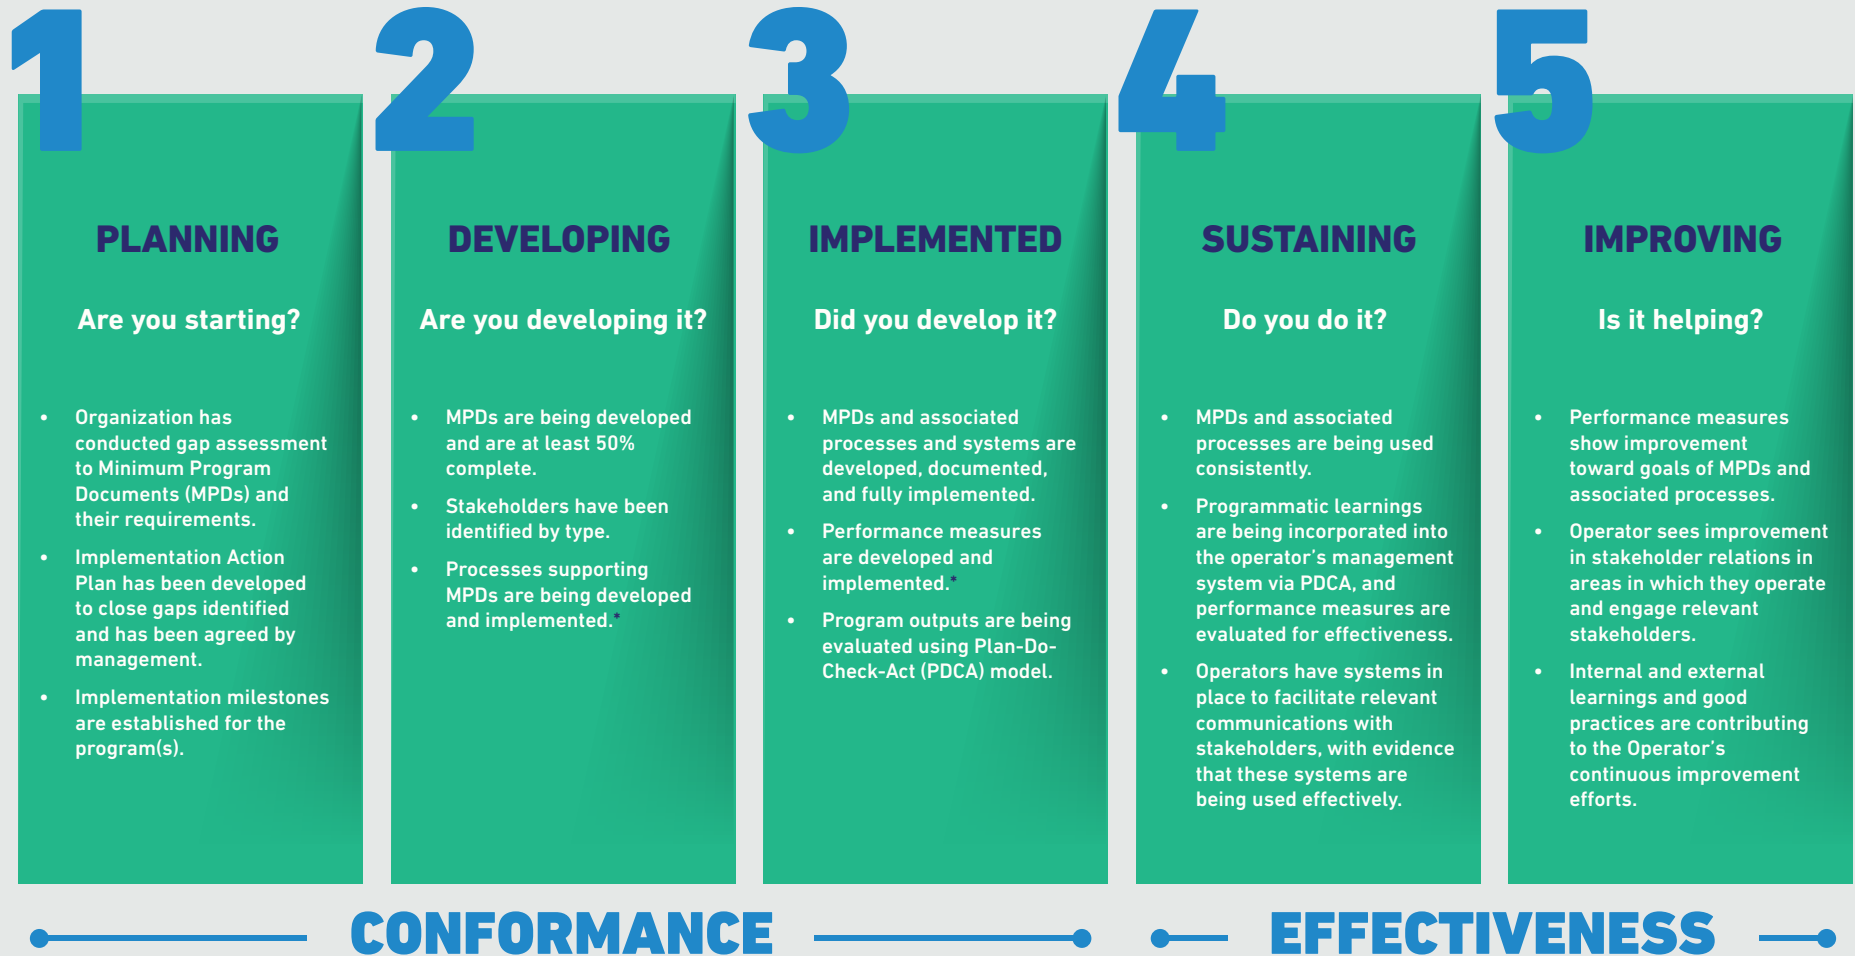 1
PLANNING
Are you starting?
• Organization has
conducted gap assessment
to Minimum Program
Documents (MPDs) and
their requirements.
• Implementation Action
Plan has been developed
to close gaps identified
and has been agreed by
management.
• Implementation milestones
are established for the
program(s).
2
DEVELOPING
Are you developing it?
• MPDs are being developed
and are at least 50%
complete.
• Stakeholders have been
identified by type.
• Processes supporting
MPDs are being developed
and implemented.*
3
IMPLEMENTED
Did you develop it?
• MPDs and associated
processes and systems are
developed, documented,
and fully implemented.
• Performance measures
are developed and
implemented.*
• Program outputs are being
evaluated using Plan-Do-
Check-Act (PDCA) model.
4
SUSTAINING
Do you do it?
• MPDs and associated
processes are being used
consistently.
• Programmatic learnings
are being incorporated into
the operator's management
system via PDCA, and
performance measures are
evaluated for effectiveness.
• Operators have systems in
place to facilitate relevant
communications with
stakeholders, with evidence
that these systems are
being used effectively.
5
IMPROVING
Is it helping?
• Performance measures
show improvement
toward goals of MPDs and
associated processes.
• Operator sees improvement
in stakeholder relations in
areas in which they operate
and engage relevant
stakeholders.
• Internal and external
learnings and good
practices are contributing
to the Operator's
continuous improvement
efforts.
CONFORMANCE
EFFECTIVENESS